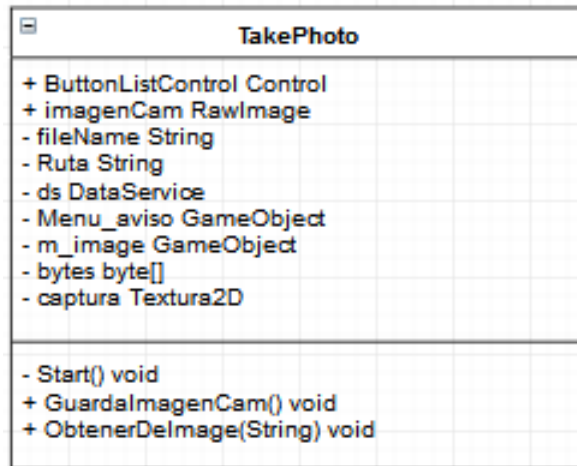 TakePhoto
+ ButtonListControl Control
+ imagenCam RawImage
- fileName String
- Ruta String
- ds DataService
- Menu_aviso GameObject
- m_image GameObject
- bytes byte[]
- captura Textura2D
- Start() void
+ GuardaImagenCam() void
+ ObtenerDeImage(String) void